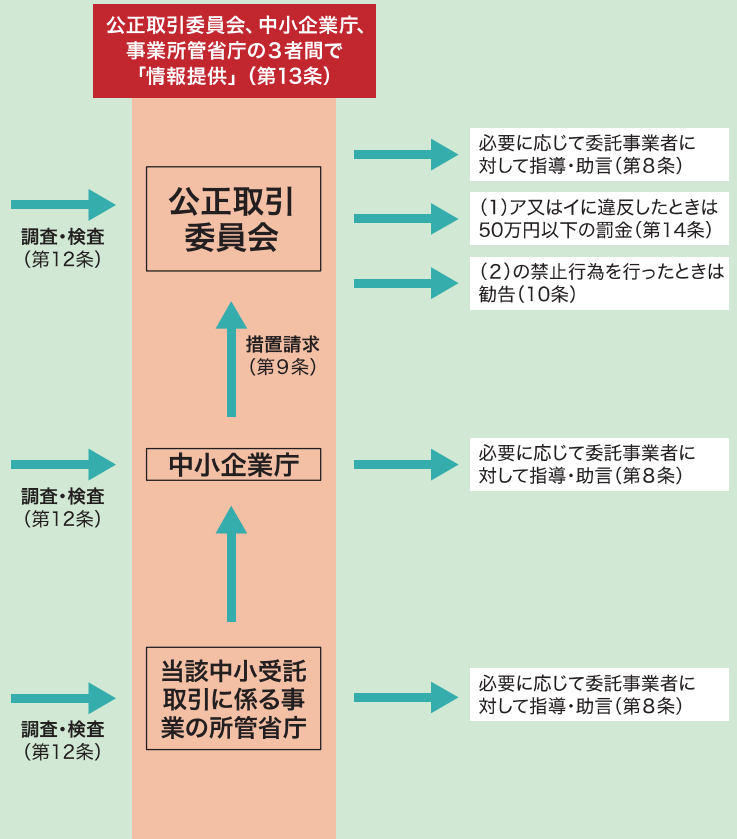 公正取引委員会、中小企業庁、
事業所管省庁の3者間で
「情報提供」（第13条）
必要に応じて委託事業者に
対して指導・助言（第8条）
公正取引
委員会
（1）ア又はイに違反したときは
50万円以下の罰金（第14条）
調査・検査
（第12条）
（2）の禁止行為を行ったときは
勧告（10条）
措置請求
（第9条）
中小企業庁
必要に応じて委託事業者に
対して指導・助言（第8条）
調査・検査
（第12条）
当該中小受託
取引に係る事
業の所管省庁
必要に応じて委託事業者に
対して指導・助言（第8条）
調査・検査
（第12条）